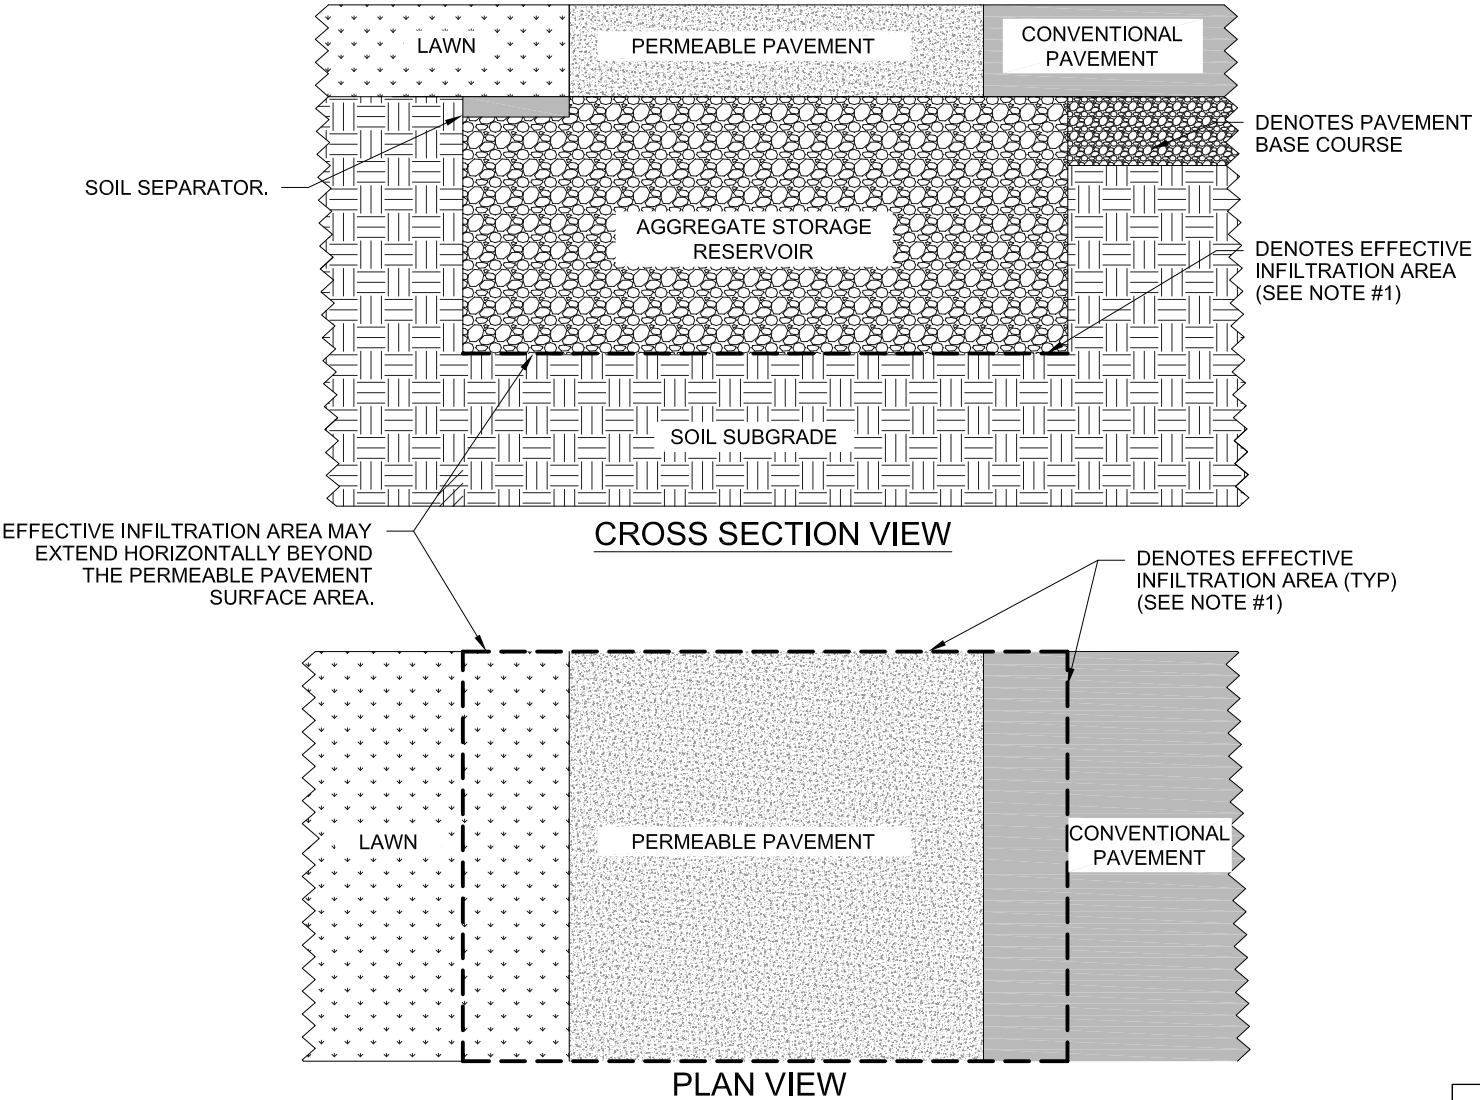 LAWN
PERMEABLE PAVEMENT
CONVENTIONAL
PAVEMENT
DENOTES PAVEMENT
BASE COURSE
SOIL SEPARATOR.
AGGREGATE STORAGE
RESERVOIR
DENOTES EFFECTIVE
INFILTRATION AREA
(SEE NOTE #1)
SOIL SUBGRADE
EFFECTIVE INFILTRATION AREA MAY
EXTEND HORIZONTALLY BEYOND
THE PERMEABLE PAVEMENT
SURFACE AREA.
CROSS SECTION VIEW
DENOTES EFFECTIVE
INFILTRATION AREA (TYP)
(SEE NOTE #1)
LAWN
PERMEABLE PAVEMENT
CONVENTIONAL
PAVEMENT
PLAN VIEW